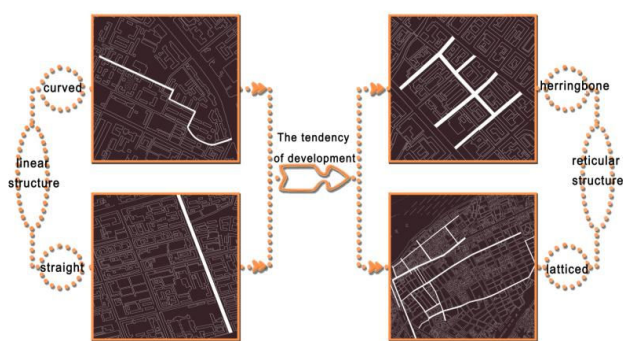 curved
herringbone
The tendency
of development
linear
structure
reticular
structure
straight
latticed